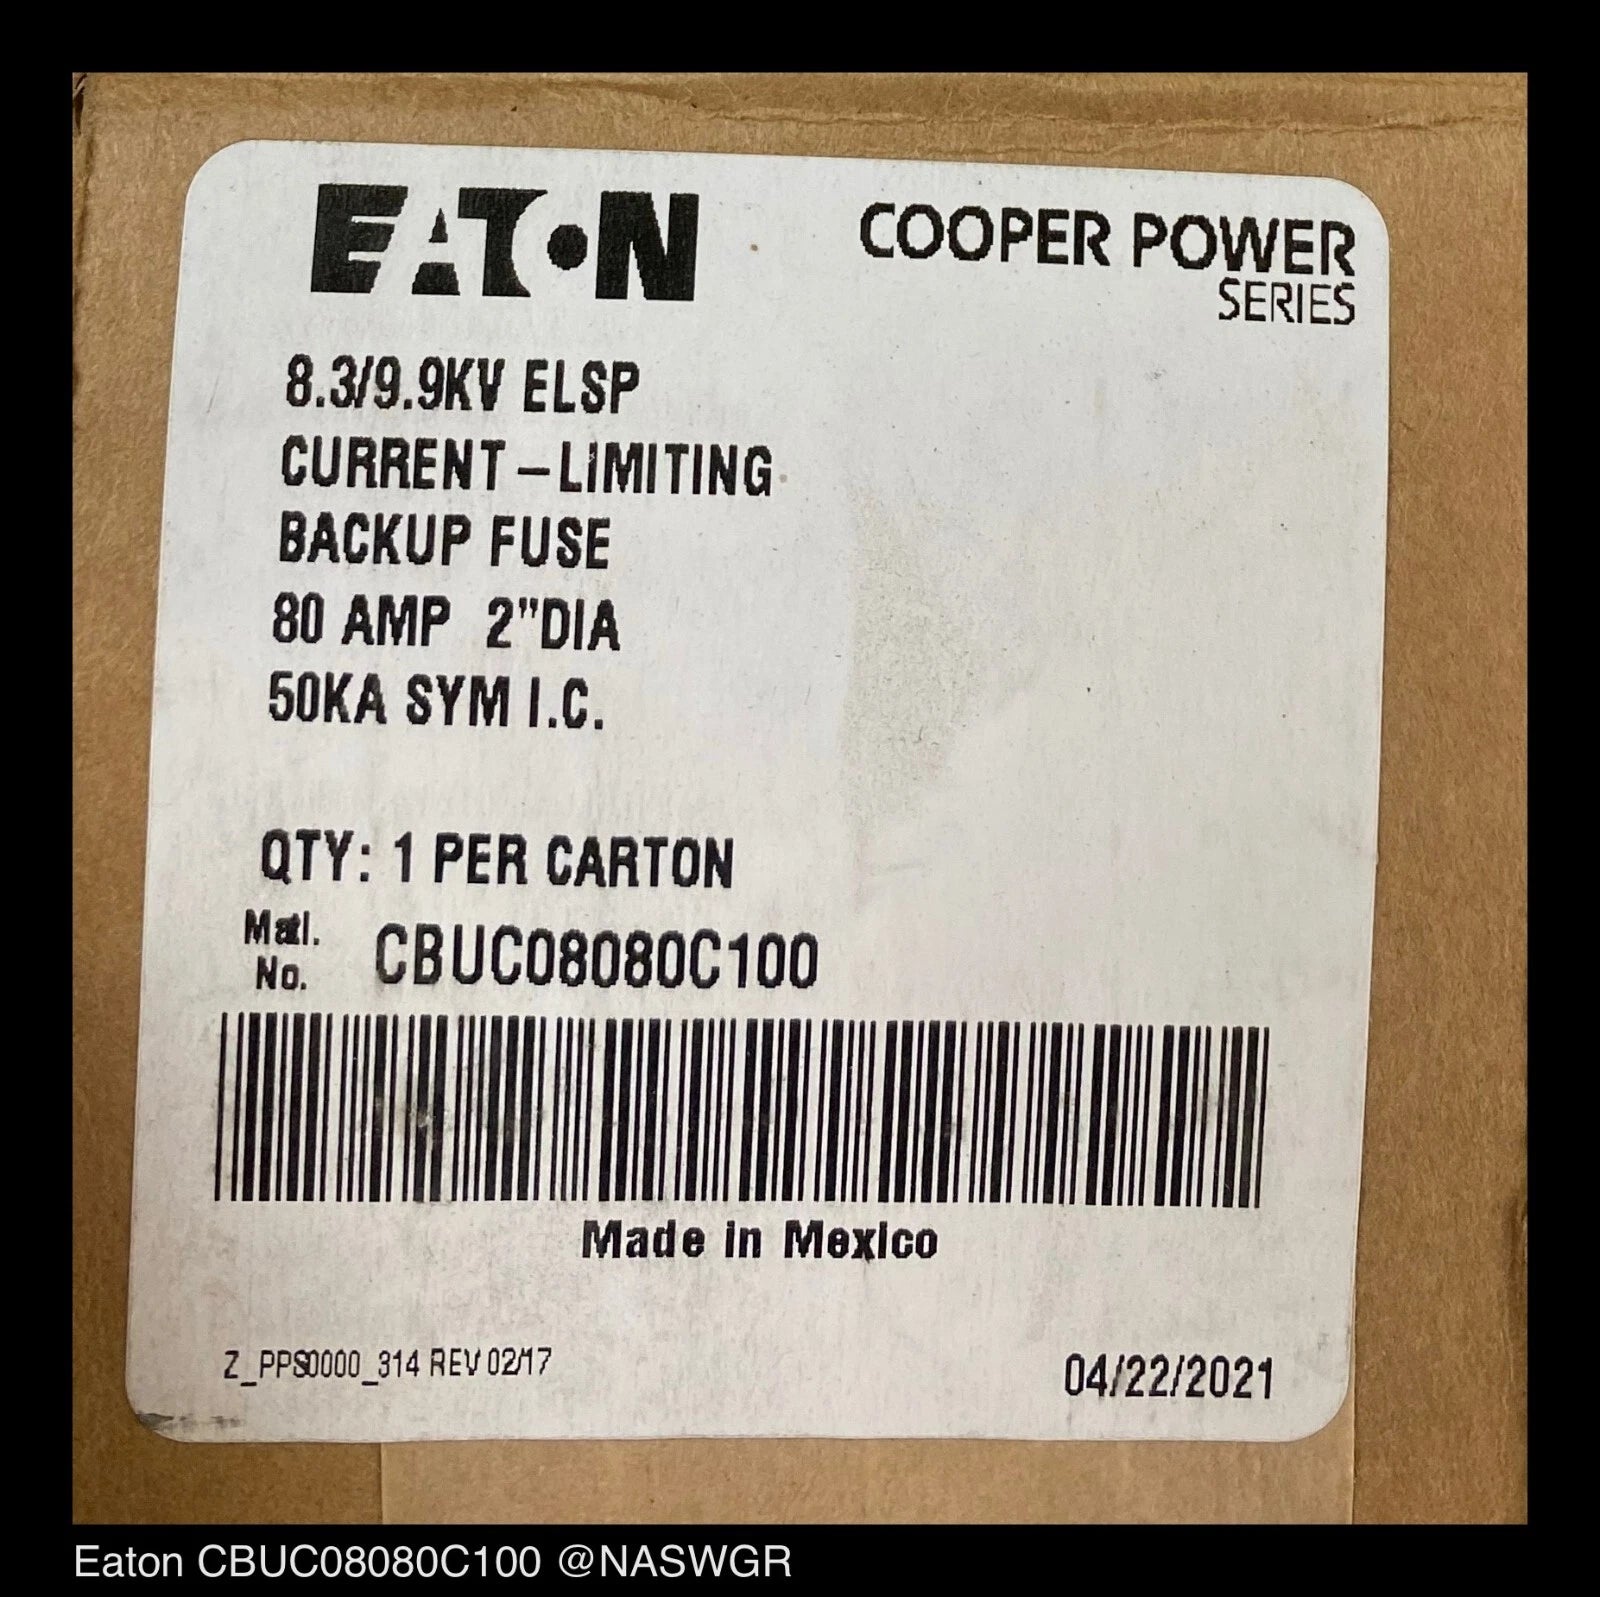 EATON
COOPER POWER
SERIES
8.3/9.9KV ELSP
CURRENT-LIMITING
BACKUP FUSE
80 AMP 2"DIA
50KA SYM I.C.
QTY: 1 PER CARTON
Matl.
No. CBUC08080C100
Made in Mexico
Z_PPS0000_314 REV 02/17
04/22/2021
Eaton CBUC08080C100 @NASWGR